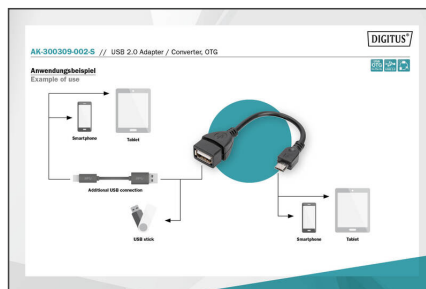 DIGITUS®
AK-300309-002-S // USB 2.0 Adapter / Converter, OTG
Anwendungsbeispiel
Example of use
OTG
Smartphone
Tablet
Additional USB connection
USB stick
Smartphone
Tablet